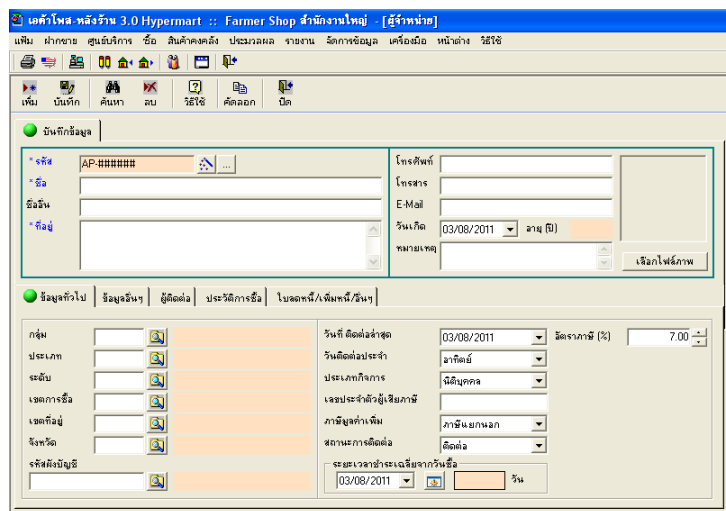 เอค้าโพส-หลังร้าน 3.0 Hypermart :: Farmer Shop สำนักงานใหญ่ - [ผู้จำหน่าย]
แฟ้ม ฝากขาย ศูนย์บริการ ซื้อ สินค้าคงคลัง ประมวลผล รายงาน จัดการข้อมูล เครื่องมือ หน้าต่าง วิธีใช้
เพิ่ม บันทึก ค้นหา ลบ วิธีใช้ คัดลอก ปิด
บันทึกข้อมูล
* รหัส AP-###### ...
* ชื่อ
ชื่ออื่น
* ที่อยู่
โทรศัพท์
โทรสาร
E-Mail
วันเกิด 03/08/2011 อายุ (ปี)
หมายเหตุ
เลือกไฟล์ภาพ
ข้อมูลทั่วไป ข้อมูลอื่นๆ ผู้ติดต่อ ประวัติการซื้อ ใบลดหนี้/เพิ่มหนี้/อื่นๆ
กลุ่ม
ประเภท
ระดับ
เขตการซื้อ
เขตที่อยู่
จังหวัด
รหัสผังบัญชี
วันที่ ติดต่อล่าสุด 03/08/2011 อัตราภาษี (%) 7.00
วันติดต่อประจำ อาทิตย์
ประเภทกิจการ นิติบุคคล
เลขประจำตัวผู้เสียภาษี
ภาษีมูลค่าเพิ่ม ภาษีแยกนอก
สถานะการติดต่อ ติดต่อ
ระยะเวลาชำระเฉลี่ยจากวันซื้อ
03/08/2011 วัน